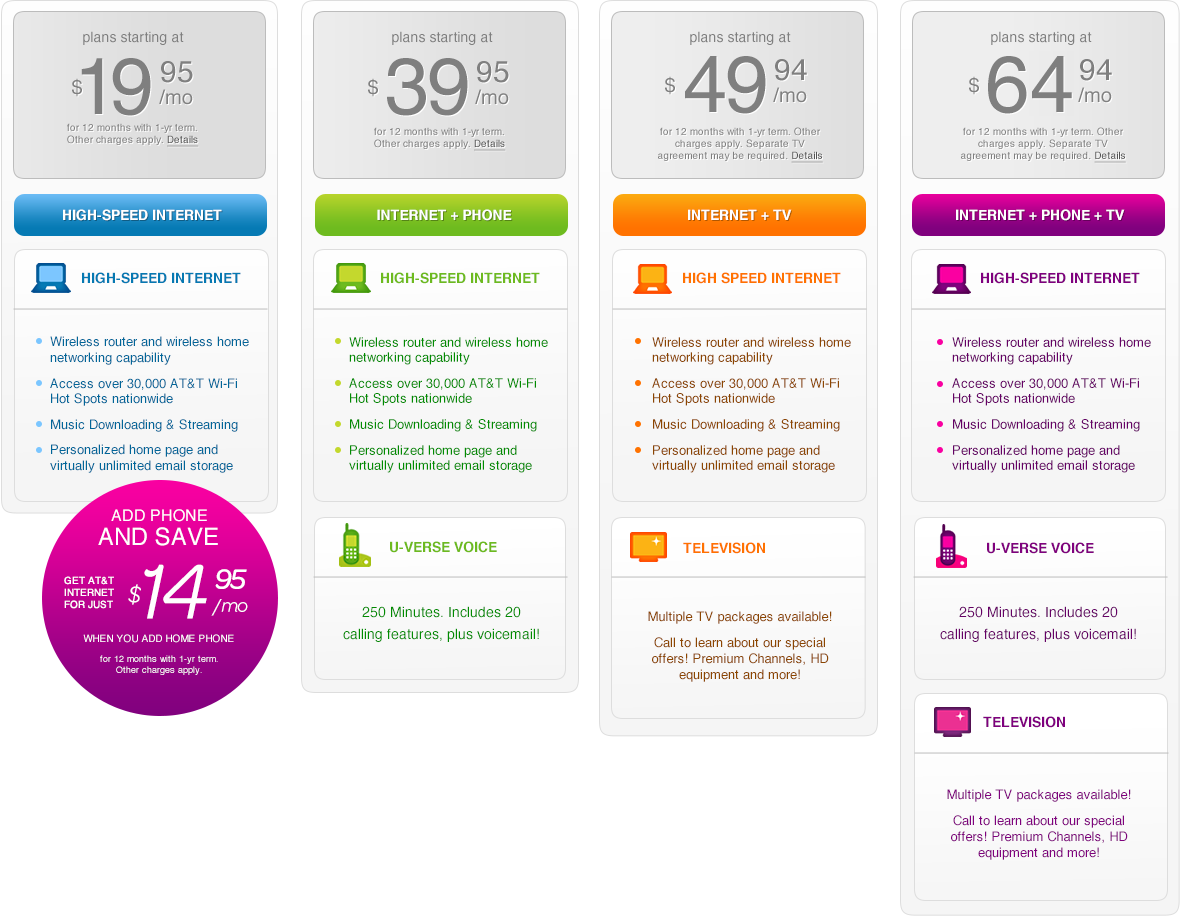 plans starting at
$19 95 /mo
for 12 months with 1-yr term.
Other charges apply. Details
HIGH-SPEED INTERNET
HIGH-SPEED INTERNET
Wireless router and wireless home
networking capability
Access over 30,000 AT&T Wi-Fi
Hot Spots nationwide
Music Downloading & Streaming
Personalized home page and
virtually unlimited email storage
ADD PHONE
AND SAVE
GET AT&T
INTERNET
FOR JUST
$14 95 /mo
WHEN YOU ADD HOME PHONE
for 12 months with 1-yr term.
Other charges apply.
plans starting at
$39 95 /mo
for 12 months with 1-yr term.
Other charges apply. Details
INTERNET + PHONE
HIGH-SPEED INTERNET
Wireless router and wireless home
networking capability
Access over 30,000 AT&T Wi-Fi
Hot Spots nationwide
Music Downloading & Streaming
Personalized home page and
virtually unlimited email storage
U-VERSE VOICE
250 Minutes. Includes 20
calling features, plus voicemail!
plans starting at
$49 94 /mo
for 12 months with 1-yr term. Other
charges apply. Separate TV
agreement may be required. Details
INTERNET + TV
HIGH SPEED INTERNET
Wireless router and wireless home
networking capability
Access over 30,000 AT&T Wi-Fi
Hot Spots nationwide
Music Downloading & Streaming
Personalized home page and
virtually unlimited email storage
TELEVISION
Multiple TV packages available!
Call to learn about our special
offers! Premium Channels, HD
equipment and more!
plans starting at
$64 94 /mo
for 12 months with 1-yr term. Other
charges apply. Separate TV
agreement may be required. Details
INTERNET + PHONE + TV
HIGH-SPEED INTERNET
Wireless router and wireless home
networking capability
Access over 30,000 AT&T Wi-Fi
Hot Spots nationwide
Music Downloading & Streaming
Personalized home page and
virtually unlimited email storage
U-VERSE VOICE
250 Minutes. Includes 20
calling features, plus voicemail!
TELEVISION
Multiple TV packages available!
Call to learn about our special
offers! Premium Channels, HD
equipment and more!